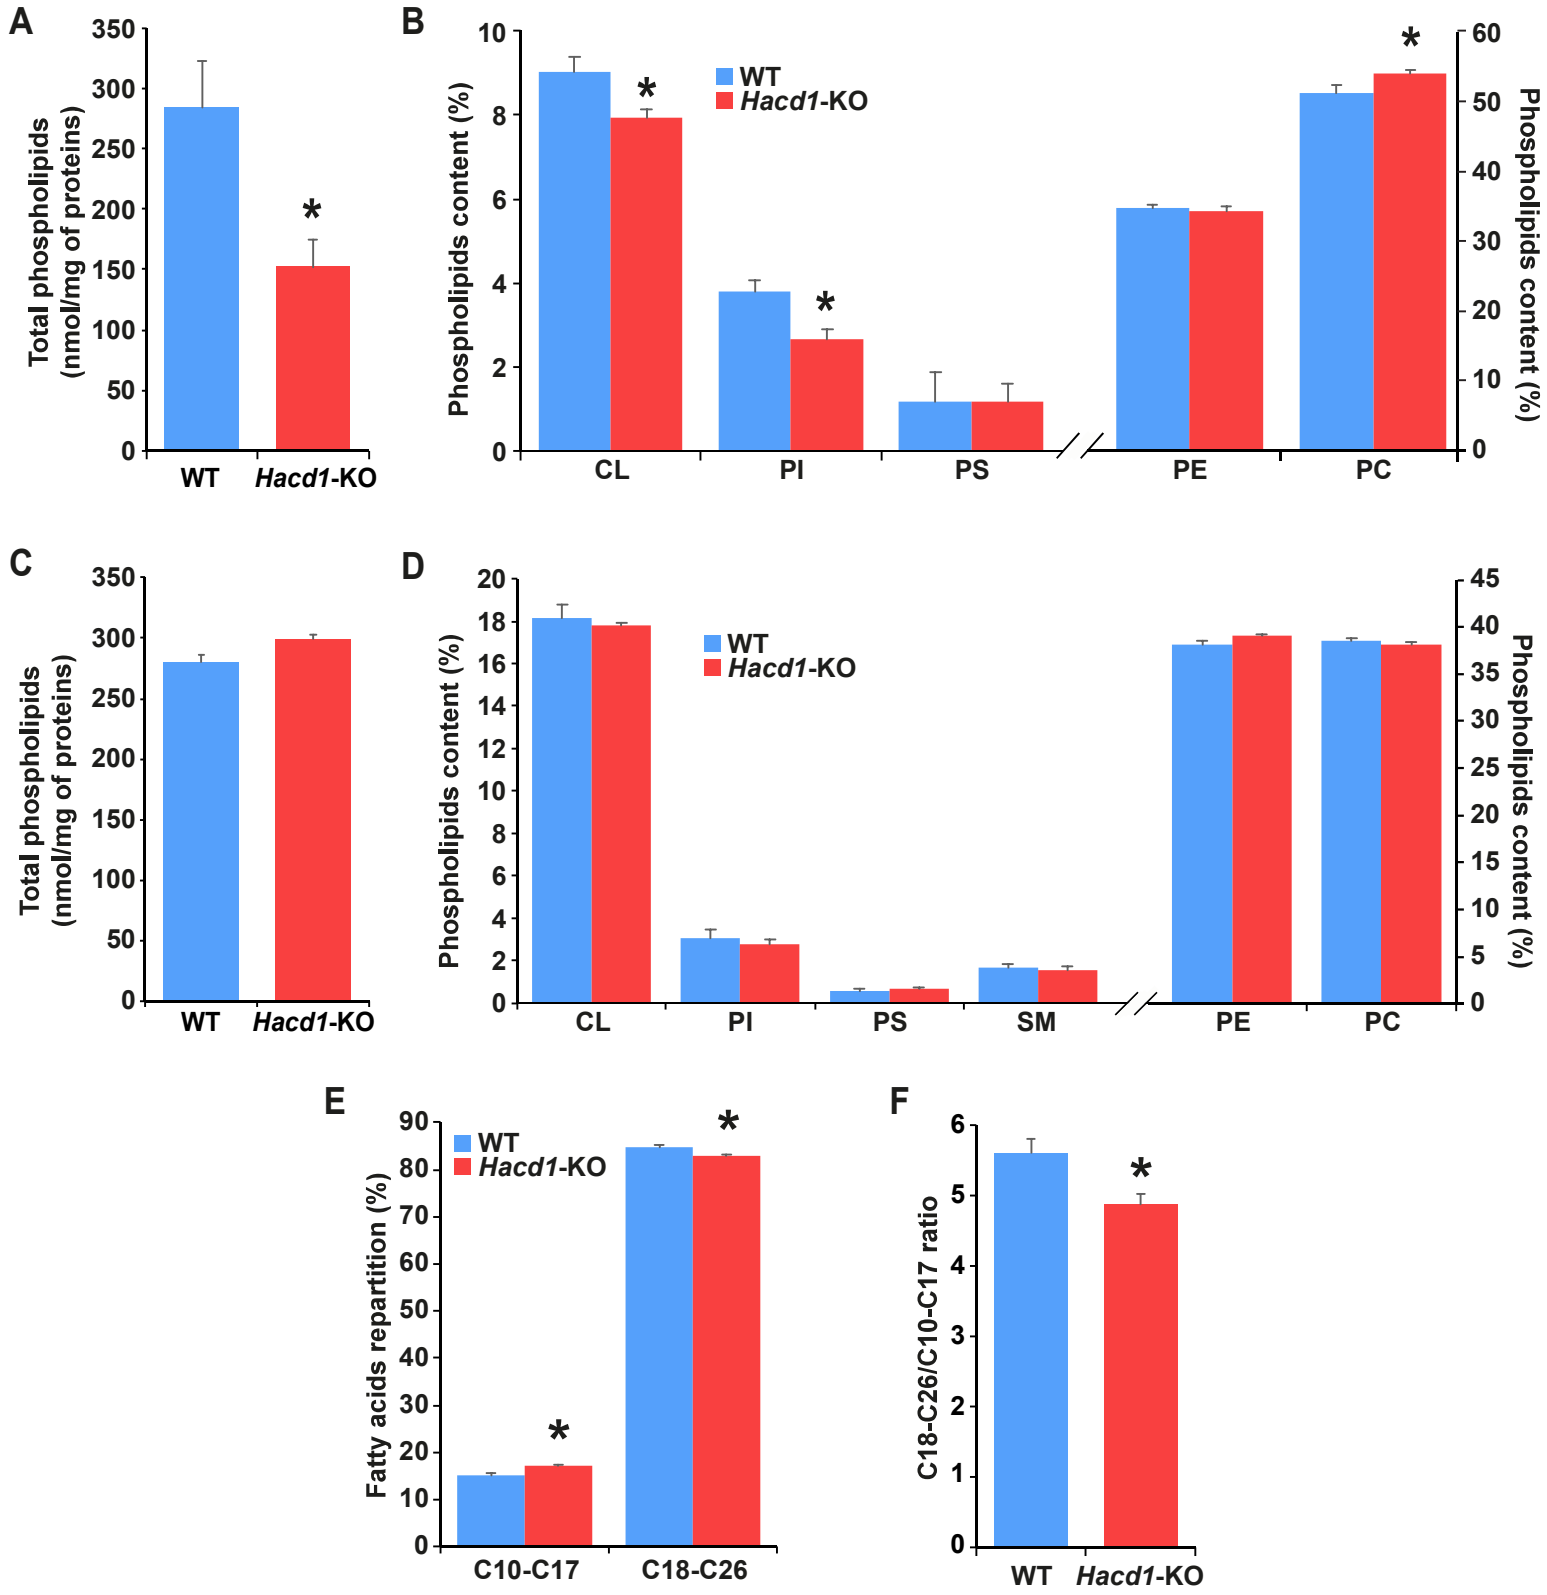 A
Total phospholipids
(nmol/mg of proteins)
350
300
250
200
150
100
50
0
*
WT
Hacd1-KO
B
Phospholipids content (%)
10
8
6
4
2
0
WT
Hacd1-KO
*
*
*
CL
PI
PS
PE
PC
60
50
40
30
20
10
0
Phospholipids content (%)
C
Total phospholipids
(nmol/mg of proteins)
350
300
250
200
150
100
50
0
WT
Hacd1-KO
D
Phospholipids content (%)
20
18
16
14
12
10
8
6
4
2
0
WT
Hacd1-KO
CL
PI
PS
SM
PE
PC
45
40
35
30
25
20
15
10
5
0
Phospholipids content (%)
E
Fatty acids repartition (%)
90
80
70
60
50
40
30
20
10
0
WT
Hacd1-KO
*
*
C10-C17
C18-C26
F
C18-C26/C10-C17 ratio
6
5
4
3
2
1
0
*
WT
Hacd1-KO